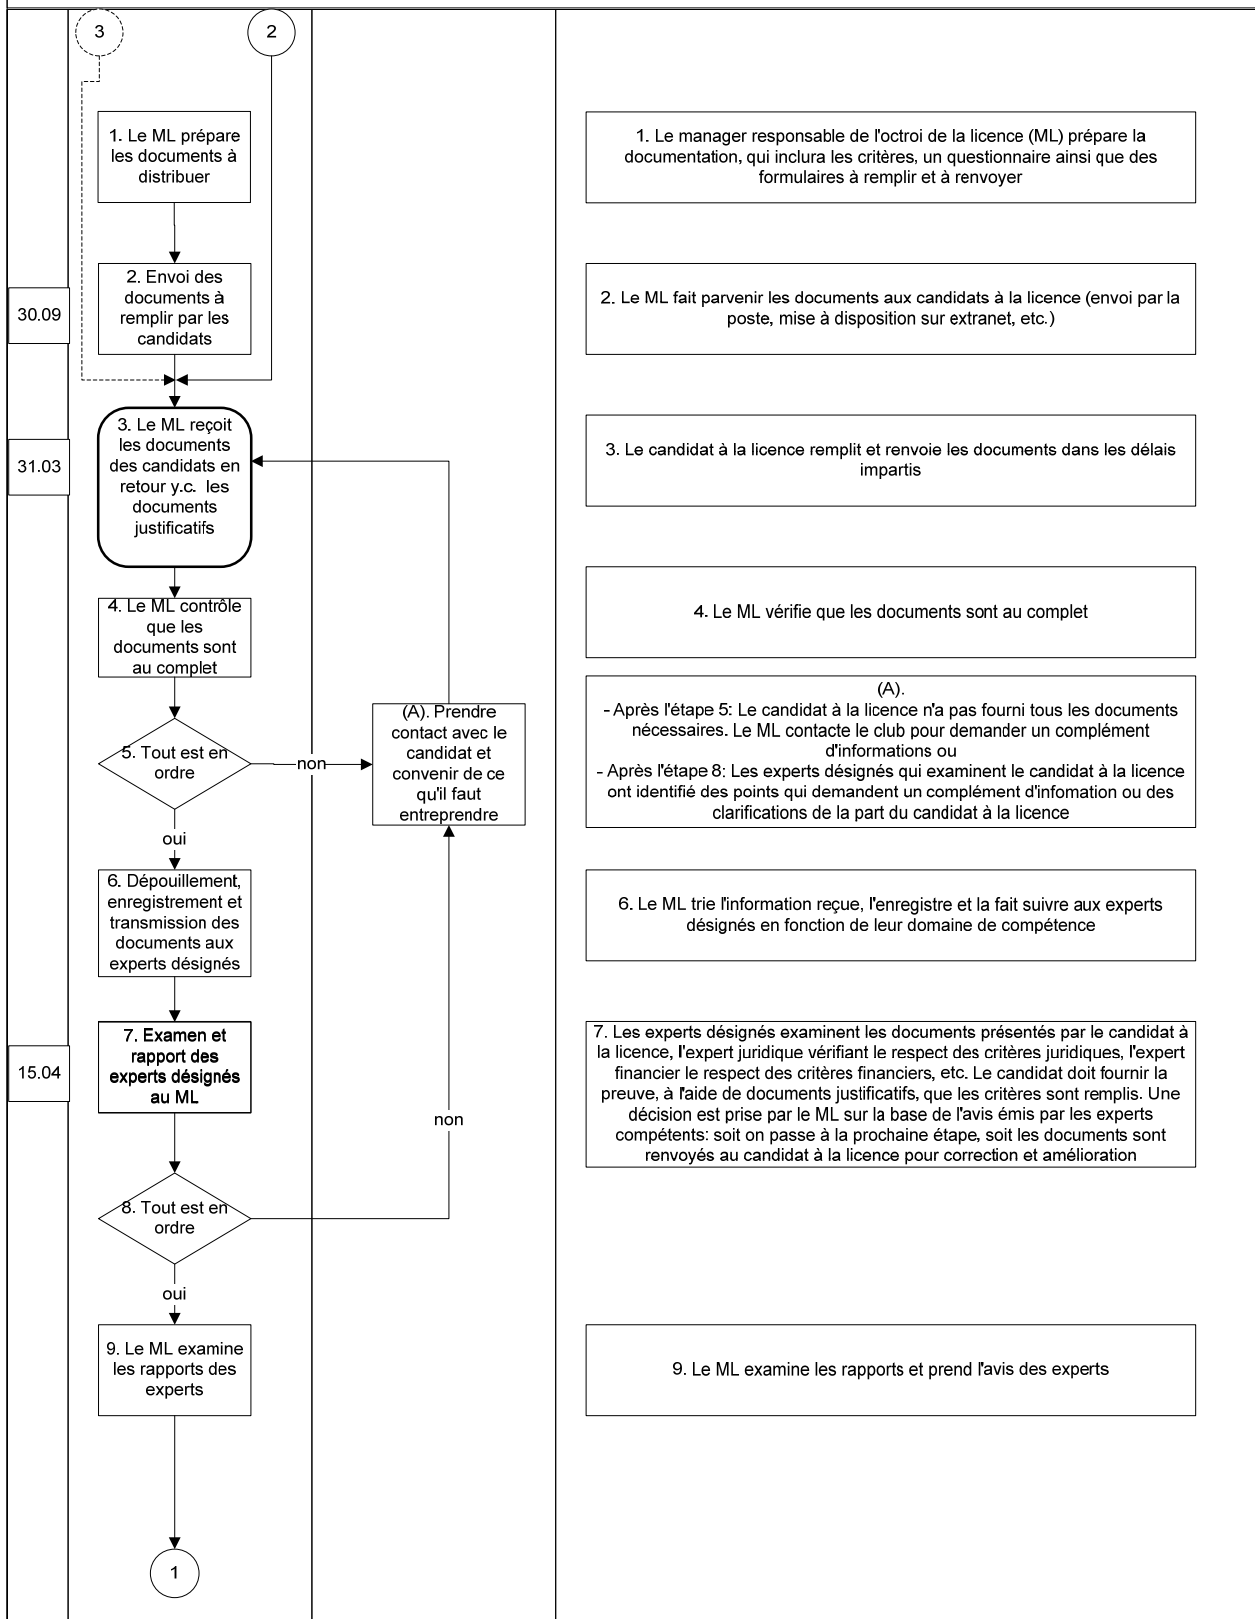 3
2
1. Le ML prépare
les documents à
distribuer
1. Le manager responsable de l'octroi de la licence (ML) prépare la
documentation, qui inclura les critères, un questionnaire ainsi que des
formulaires à remplir et à renvoyer
30.09
2. Envoi des
documents à
remplir par les
candidats
2. Le ML fait parvenir les documents aux candidats à la licence (envoi par la
poste, mise à disposition sur extranet, etc.)
31.03
3. Le ML reçoit
les documents
des candidats en
retour y.c. les
documents
justificatifs
3. Le candidat à la licence remplit et renvoie les documents dans les délais
impartis
4. Le ML contrôle
que les
documents sont
au complet
4. Le ML vérifie que les documents sont au complet
5. Tout est en
ordre
non
oui
(A). Prendre
contact avec le
candidat et
convenir de ce
qu'il faut
entreprendre
(A).
- Après l'étape 5: Le candidat à la licence n'a pas fourni tous les documents
nécessaires. Le ML contacte le club pour demander un complément
d'informations ou
- Après l'étape 8: Les experts désignés qui examinent le candidat à la licence
ont identifié des points qui demandent un complément d'infomation ou des
clarifications de la part du candidat à la licence
6. Dépouillement,
enregistrement et
transmission des
documents aux
experts désignés
6. Le ML trie l'information reçue, l'enregistre et la fait suivre aux experts
désignés en fonction de leur domaine de compétence
15.04
7. Examen et
rapport des
experts désignés
au ML
7. Les experts désignés examinent les documents présentés par le candidat à
la licence, l'expert juridique vérifiant le respect des critères juridiques, l'expert
financier le respect des critères financiers, etc. Le candidat doit fournir la
preuve, à l'aide de documents justificatifs, que les critères sont remplis. Une
décision est prise par le ML sur la base de l'avis émis par les experts
compétents: soit on passe à la prochaine étape, soit les documents sont
renvoyés au candidat à la licence pour correction et amélioration
non
8. Tout est en
ordre
oui
9. Le ML examine
les rapports des
experts
9. Le ML examine les rapports et prend l'avis des experts
1